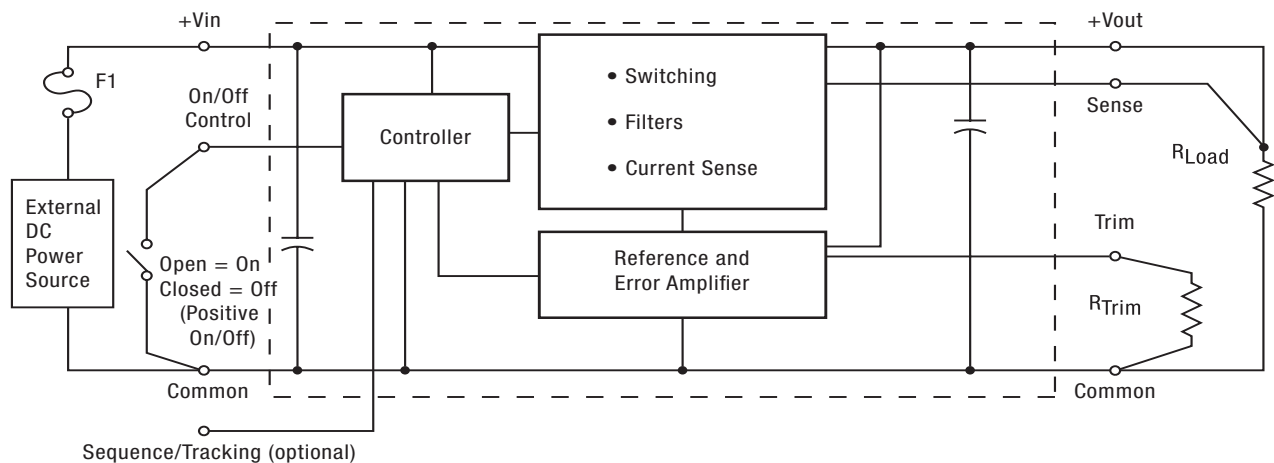 +Vin
+Vout
F1
On/Off
Control
• Switching
• Filters
• Current Sense
Sense
Controller
RLoad
External
DC
Power
Source
Open = On
Closed = Off
(Positive
On/Off)
Reference and
Error Amplifier
Trim
RTrim
Common
Common
Sequence/Tracking (optional)